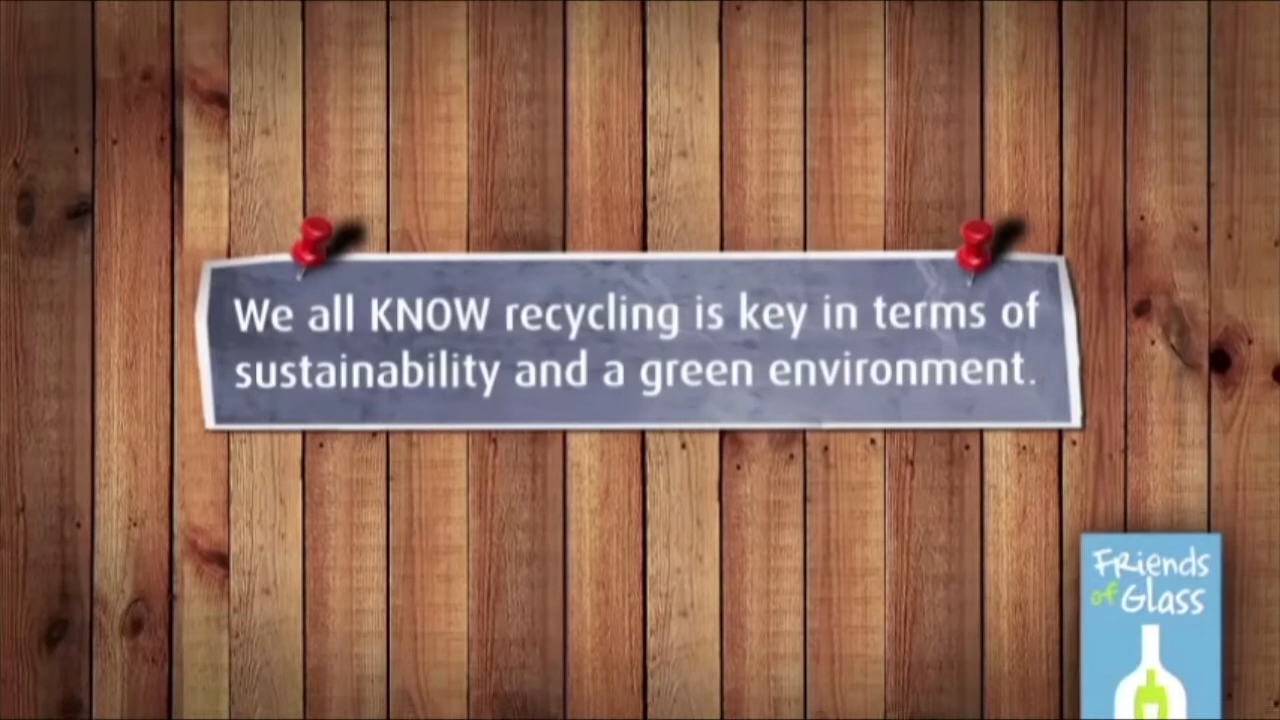 We all KNOW recycling is key in terms of
sustainability and a green environment.
Friends
of Glass